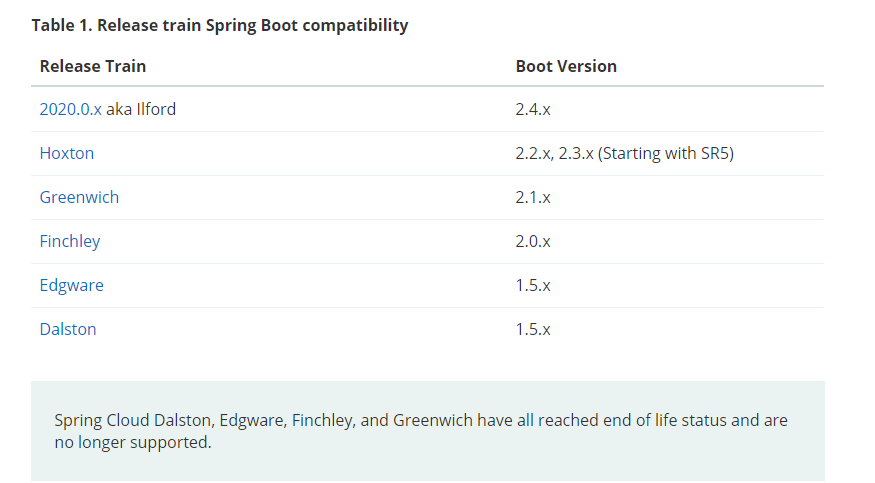 Table 1. Release train Spring Boot compatibility
Release Train Boot Version
2020.0.x aka Ilford 2.4.x
Hoxton 2.2.x, 2.3.x (Starting with SR5)
Greenwich 2.1.x
Finchley 2.0.x
Edgware 1.5.x
Dalston 1.5.x
Spring Cloud Dalston, Edgware, Finchley, and Greenwich have all reached end of life status and are
no longer supported.